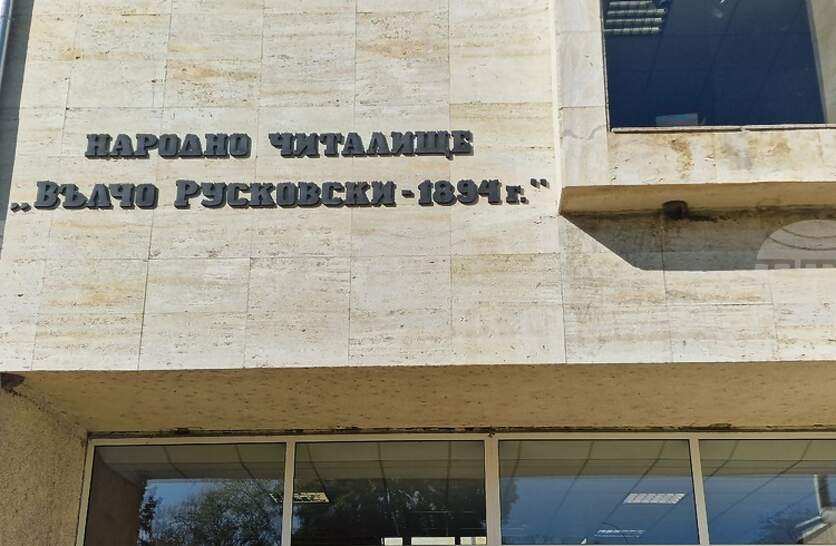 НАРОДНО ЧИТАЛИЩЕ
„ВЪЛЧО РУСКОВСКИ - 1894 г."